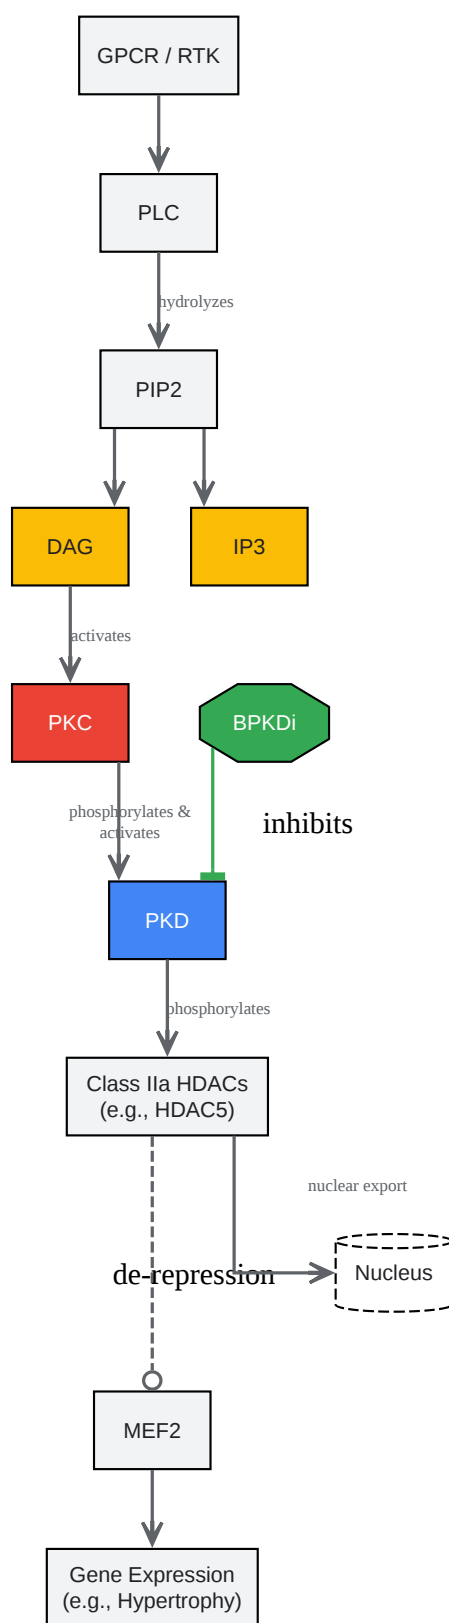 GPCR / RTK
PLC
hydrolyzes
PIP2
DAG
IP3
activates
PKC
BPKDi
phosphorylates &
activates
inhibits
PKD
phosphorylates
Class IIa HDACs
(e.g., HDAC5)
nuclear export
de-repression
Nucleus
MEF2
Gene Expression
(e.g., Hypertrophy)